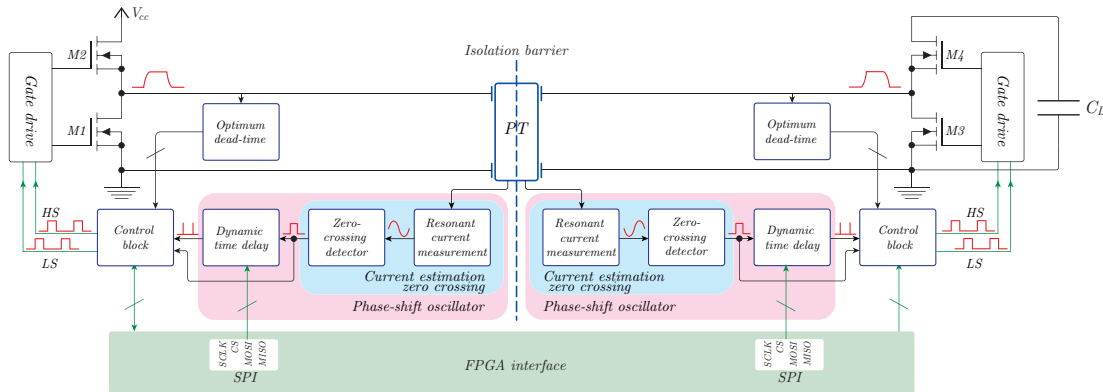 Vcc
M2
Gate drive
M1
Optimum
dead-time
HS
LS
Control
block
Dynamic
time delay
Zero-
crossing
detector
Resonant
current
measurement
Current estimation
zero crossing
Phase-shift oscillator
Isolation barrier
PT
Resonant
current
measurement
Zero-
crossing
detector
Current estimation
zero crossing
Phase-shift oscillator
Dynamic
time delay
Optimum
dead-time
Control
block
M4
Gate drive
M3
CL
HS
LS
SCLK
CS
MOSI
MISO
SPI
FPGA interface
SCLK
CS
MOSI
MISO
SPI